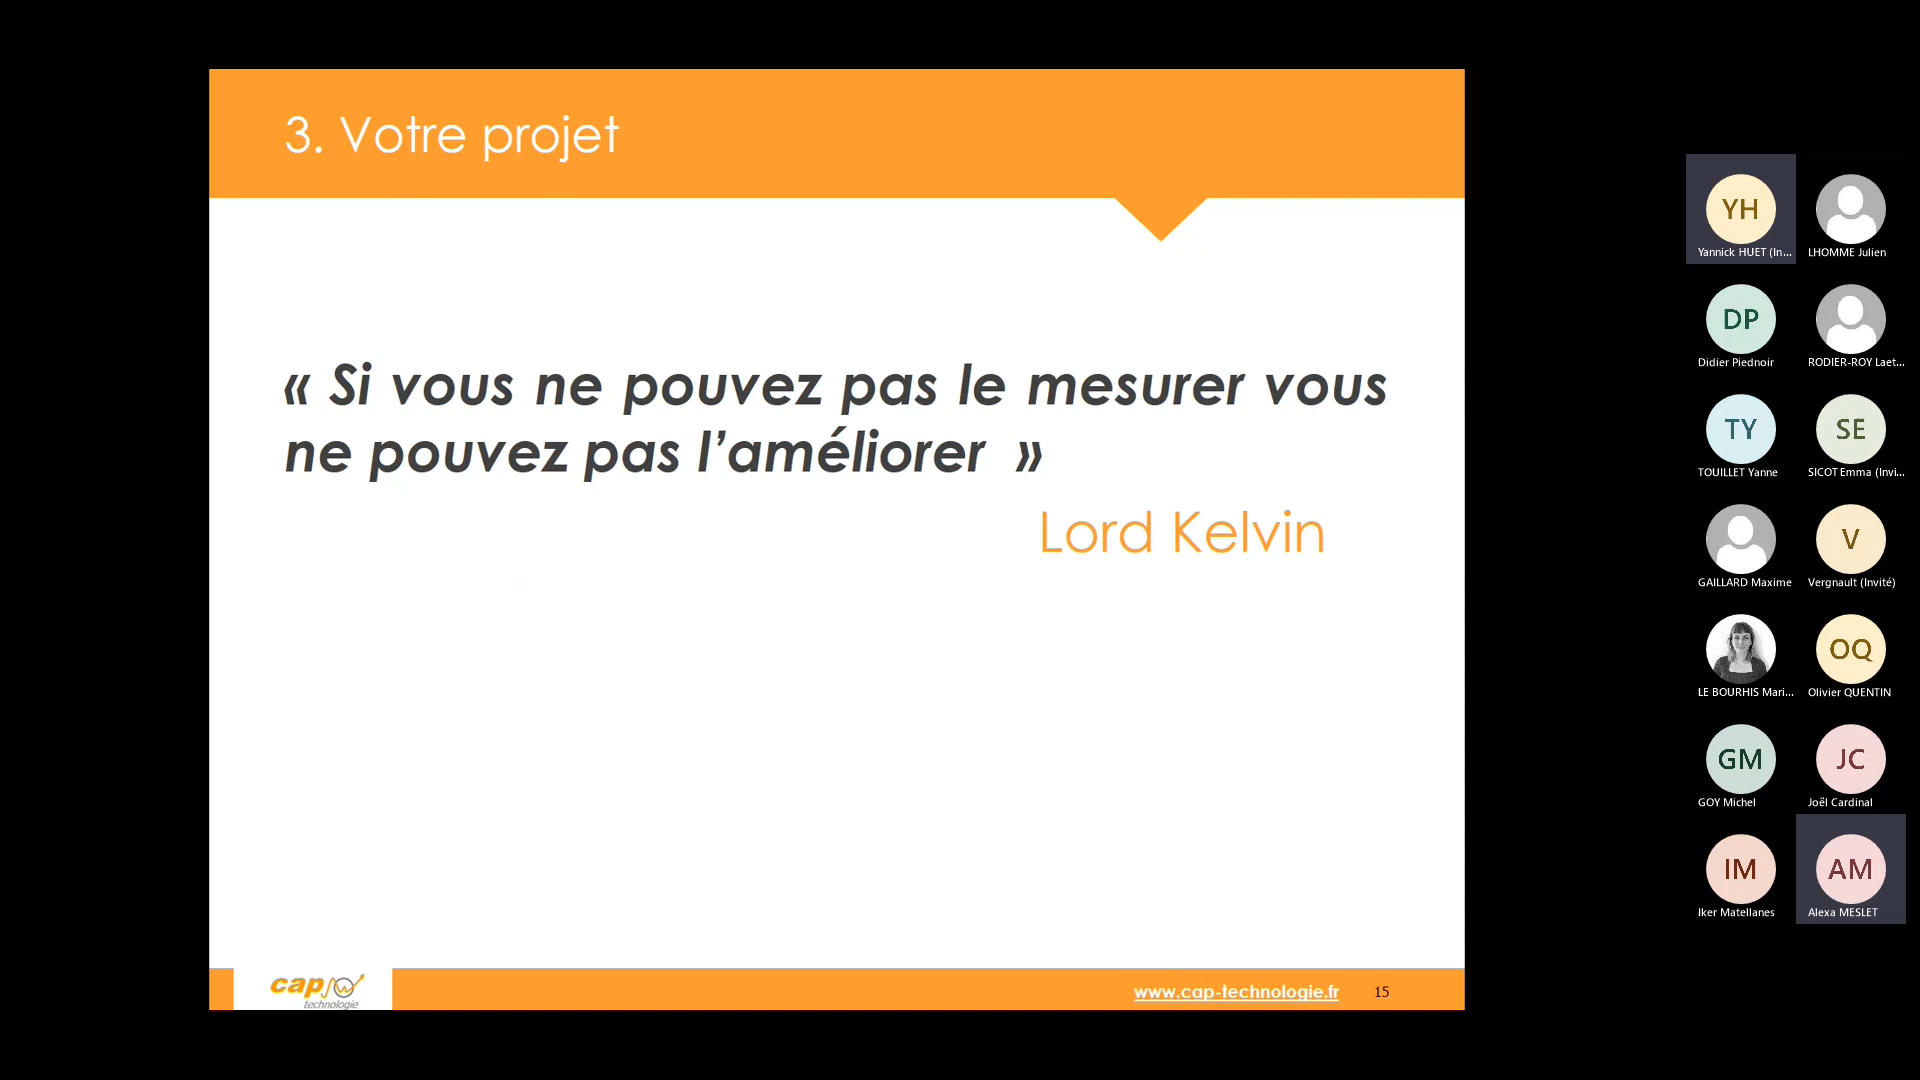 3. Votre projet
« Si vous ne pouvez pas le mesurer vous
ne pouvez pas l’améliorer »
Lord Kelvin
cap
technologie
www.cap-technologie.fr
15
YH
Yannick HUET (In...
LHOMME Julien
DP
Didier Piednoir
RODIER-ROY Laet...
TY
TOUILLET Yanne
SE
SICOT Emma (Invi...
GAILLARD Maxime
V
Vergnault (Invité)
LE BOURHIS Mari...
OQ
Olivier QUENTIN
GM
GOY Michel
JC
Joël Cardinal
IM
Iker Matellanes
AM
Alexa MESLET